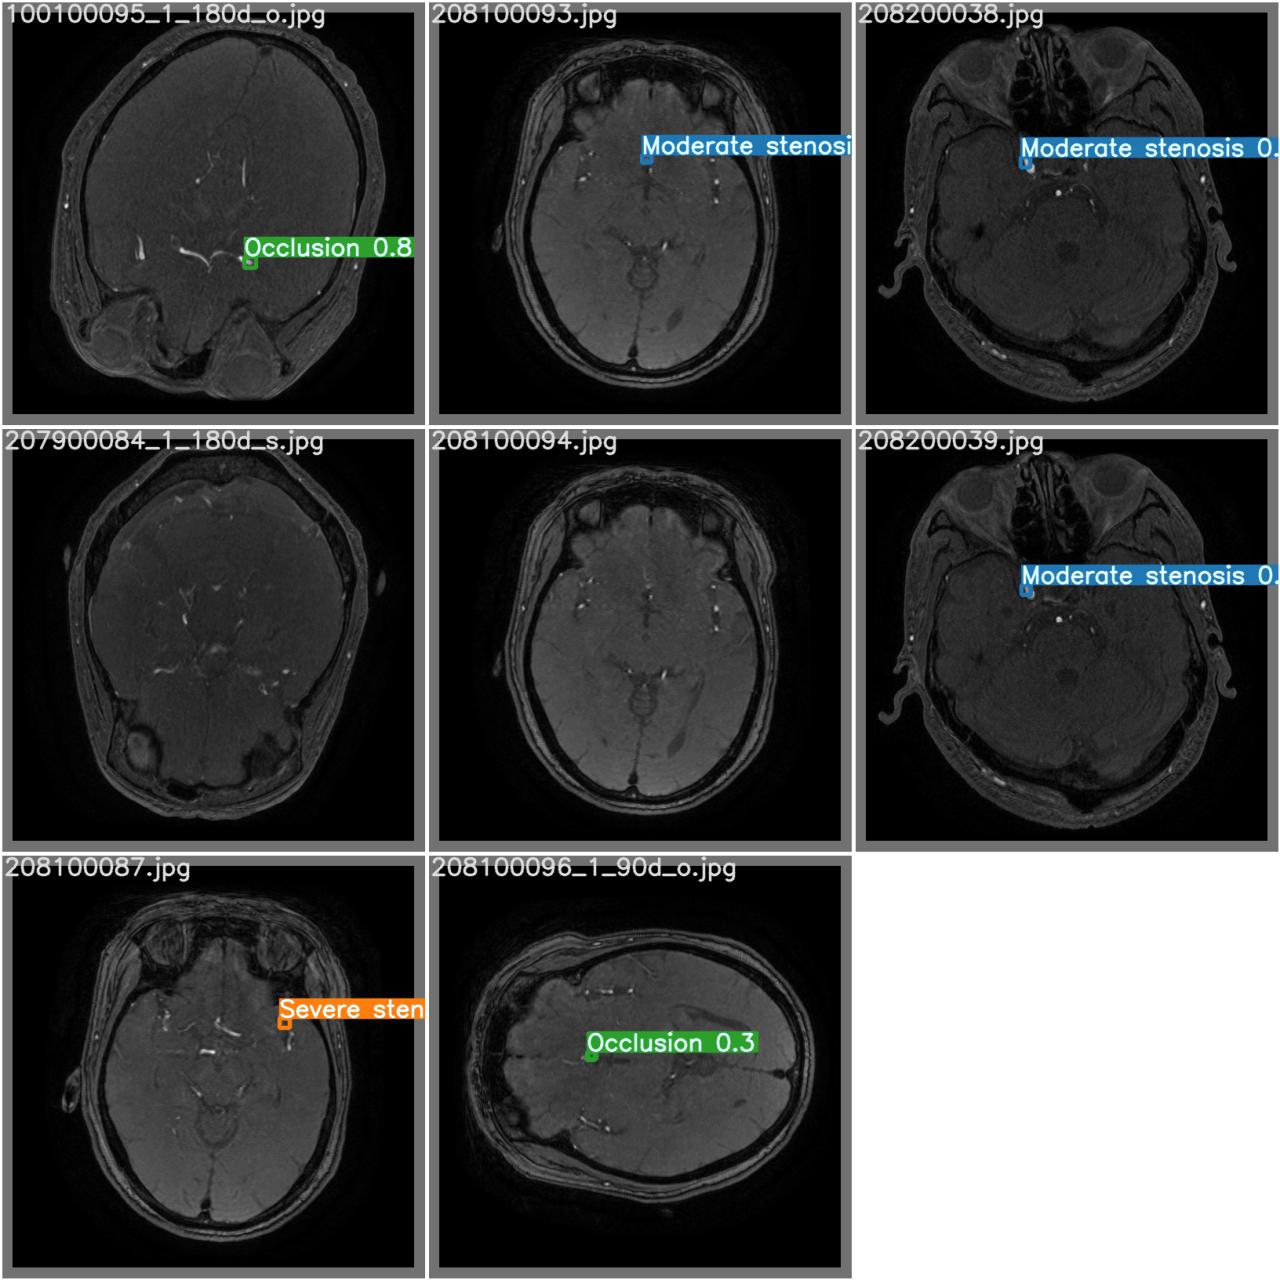 100100095_1_180d_o.jpg
208100093.jpg
208200038.jpg
Moderate stenosi
Moderate stenosis 0.
Occlusion 0.8
207900084_1_180d_s.jpg
208100094.jpg
208200039.jpg
Moderate stenosis 0.
208100087.jpg
208100096_1_90d_o.jpg
Severe sten
Occlusion 0.3